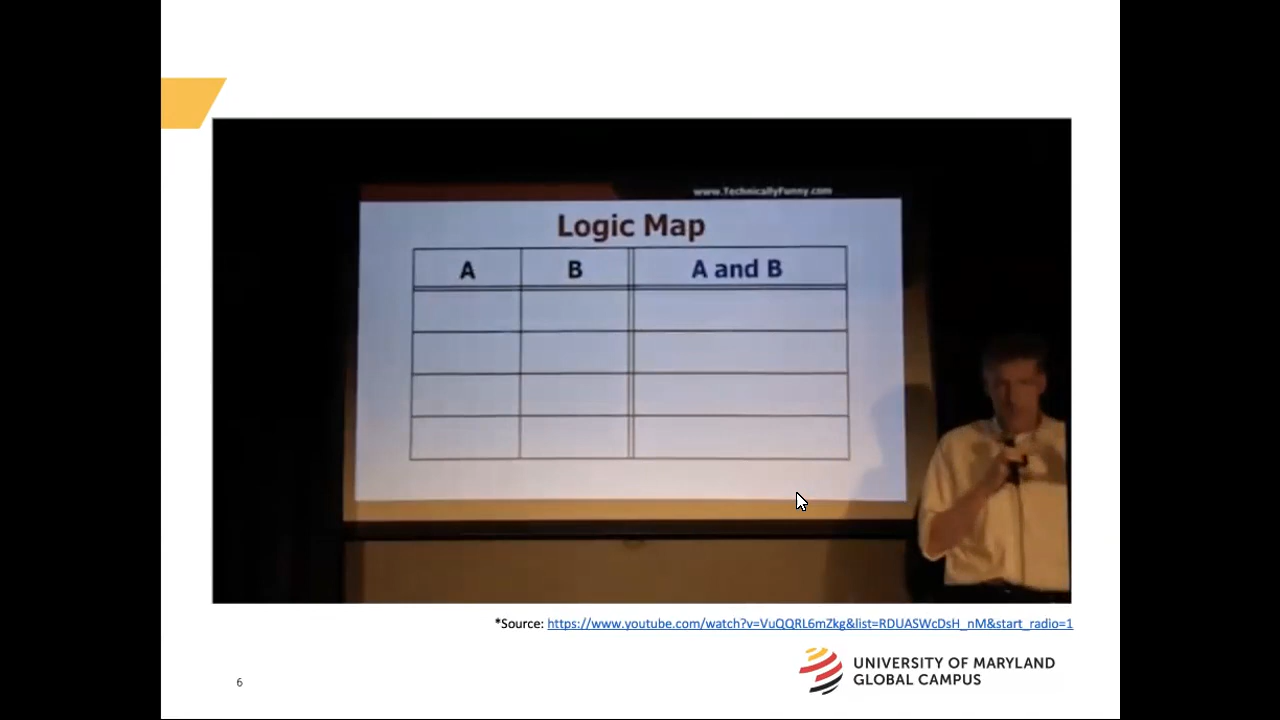 www.TechnicallyFunny.com
Logic Map
A B A and B
*Source: https://www.youtube.com/watch?v=VuQQRL6mZkg&list=RDUASWcDsH_nM&start_radio=1
6
UNIVERSITY OF MARYLAND
GLOBAL CAMPUS